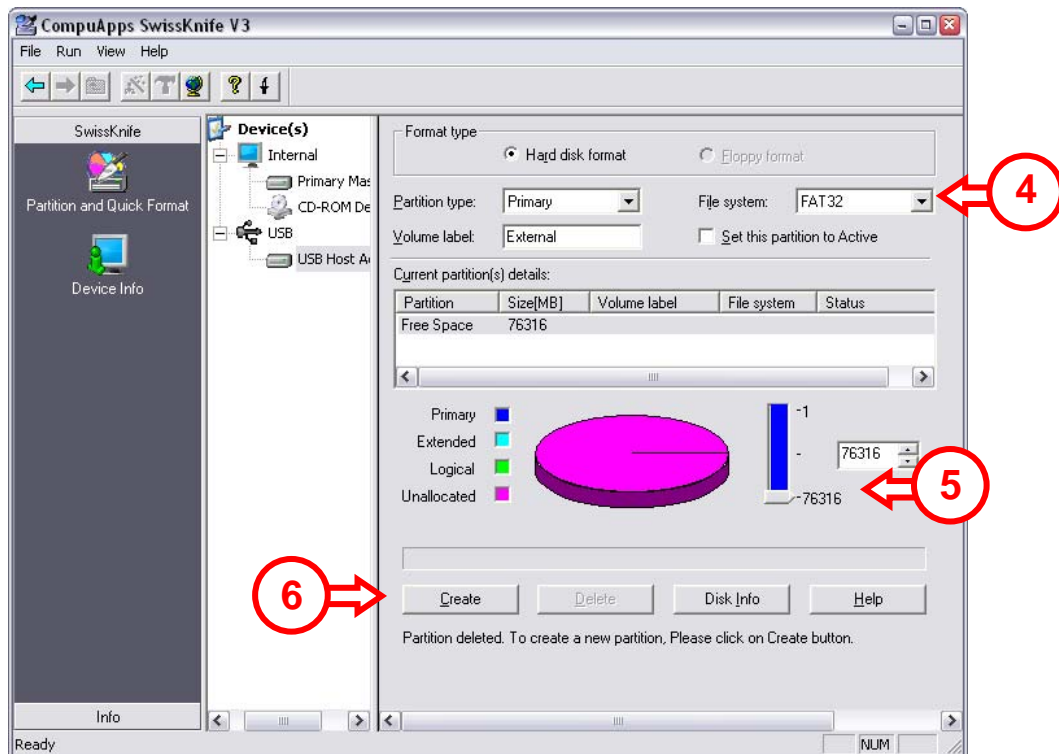 CompuApps SwissKnife V3
File Run View Help
SwissKnife
Partition and Quick Format
Device Info
Info
Device(s)
Internal
Primary Mas
CD-ROM De
USB
USB Host A
Format type
Hard disk format
Floppy format
Partition type: Primary File system: FAT32
4
Volume label: External Set this partition to Active
Current partition(s) details:
Partition Size[MB] Volume label File system Status
Free Space 76316
Primary
Extended
Logical
Unallocated
-1
-
76316
-76316
5
6
Create Delete Disk Info Help
Partition deleted. To create a new partition, Please click on Create button.
Ready NUM